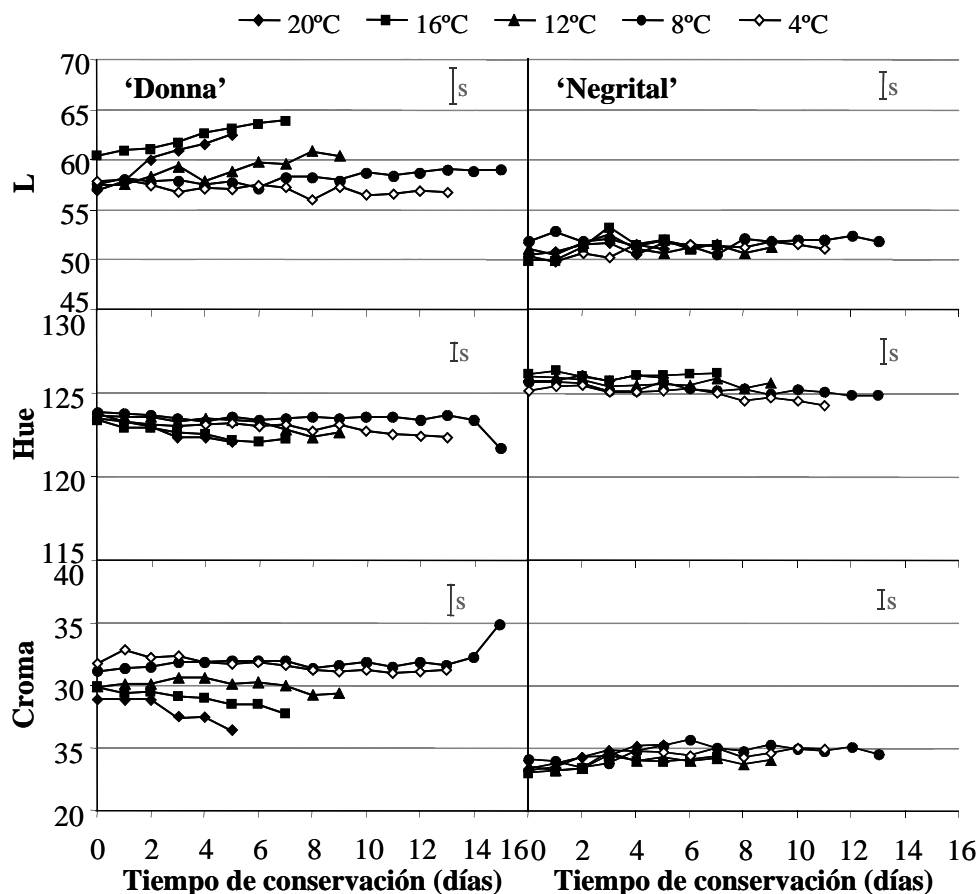 20ºC 16ºC 12ºC 8ºC 4ºC
70
'Donna' s 'Negrital' s
65
60
L
55
50
45
130
s s
125
Hue
120
115
40
s s
35
Croma
30
35
20
0 2 4 6 8 10 12 14 16 0 2 4 6 8 10 12 14 16
Tiempo de conservación (días) Tiempo de conservación (días)